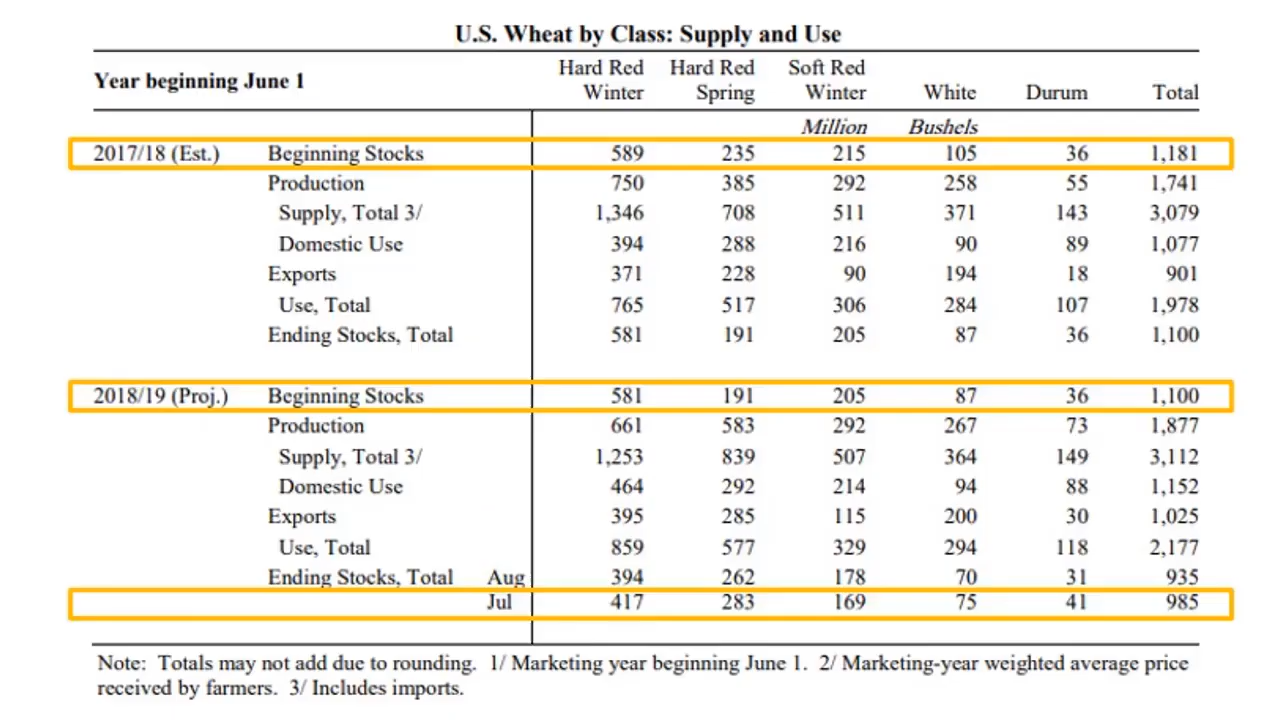 U.S. Wheat by Class: Supply and Use
Year beginning June 1 Hard Red Winter Hard Red Spring Soft Red Winter White Durum Total
Million Bushels
2017/18 (Est.) Beginning Stocks 589 235 215 105 36 1,181
Production 750 385 292 258 55 1,741
Supply, Total 3/ 1,346 708 511 371 143 3,079
Domestic Use 394 288 216 90 89 1,077
Exports 371 228 90 194 18 901
Use, Total 765 517 306 284 107 1,978
Ending Stocks, Total 581 191 205 87 36 1,100
2018/19 (Proj.) Beginning Stocks 581 191 205 87 36 1,100
Production 661 583 292 267 73 1,877
Supply, Total 3/ 1,253 839 507 364 149 3,112
Domestic Use 464 292 214 94 88 1,152
Exports 395 285 115 200 30 1,025
Use, Total 859 577 329 294 118 2,177
Ending Stocks, Total Aug 394 262 178 70 31 935
Jul 417 283 169 75 41 985
Note: Totals may not add due to rounding. 1/ Marketing year beginning June 1. 2/ Marketing-year weighted average price
received by farmers. 3/ Includes imports.